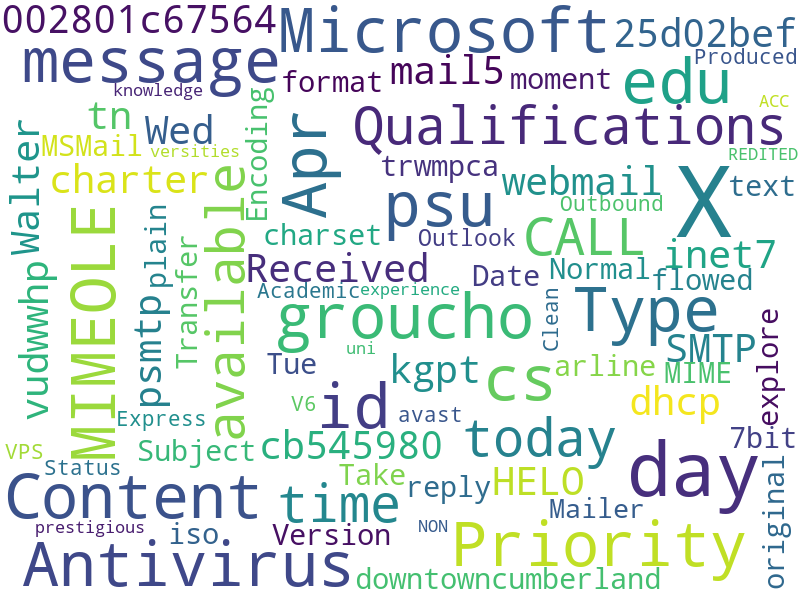 002801c67564
Microsoft
25d02bef
message
Produced
knowledge
format
mail5
moment
edu
ACC
tn
Wed
Encoding
Apr
Qualifications
MSMail
versities
REDITED
Walter
charter
available
trwmpca
webmail
X
text
psu
Outbound
MIMEOLE
plain
charset
Outlook
CALL
inet7
Transfer
Received
Date
Normal
flowed
vudwwhp
psmtp
Academic
experience
Clean
groucho
Type
explore
uni
SMTP
Tue
kgpt
cs
arline
MIME
V6
id
avast
dhcp
Express
VPS
Subject
cb545980
today
7bit
Status
Take
reply
HELO
day
original
Content
time
Mailer
prestigious
iso
Version
NON
Priority
Antivirus
downtowncumberland